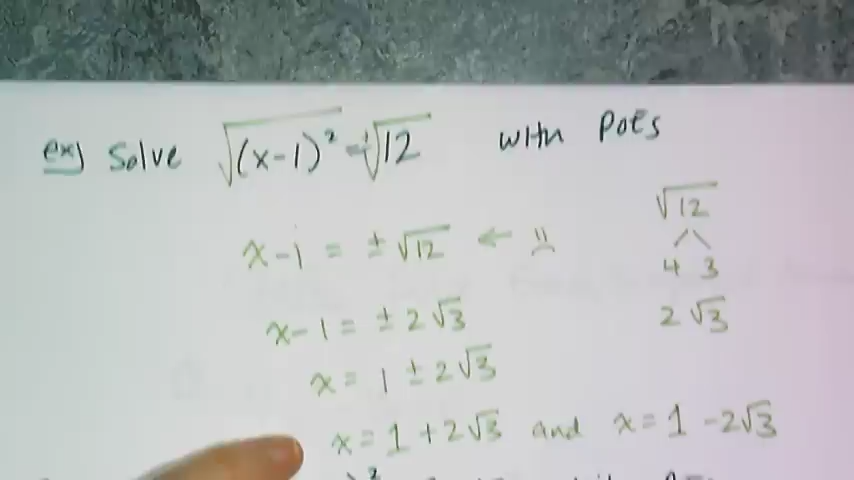 ex) Solve √(x-1)² = ±√12 with PoEs
x-1 = ± √12 ←
√12
4 3
x-1 = ± 2√3
2√3
x = 1 ± 2√3
x = 1 + 2√3 and x = 1 - 2√3